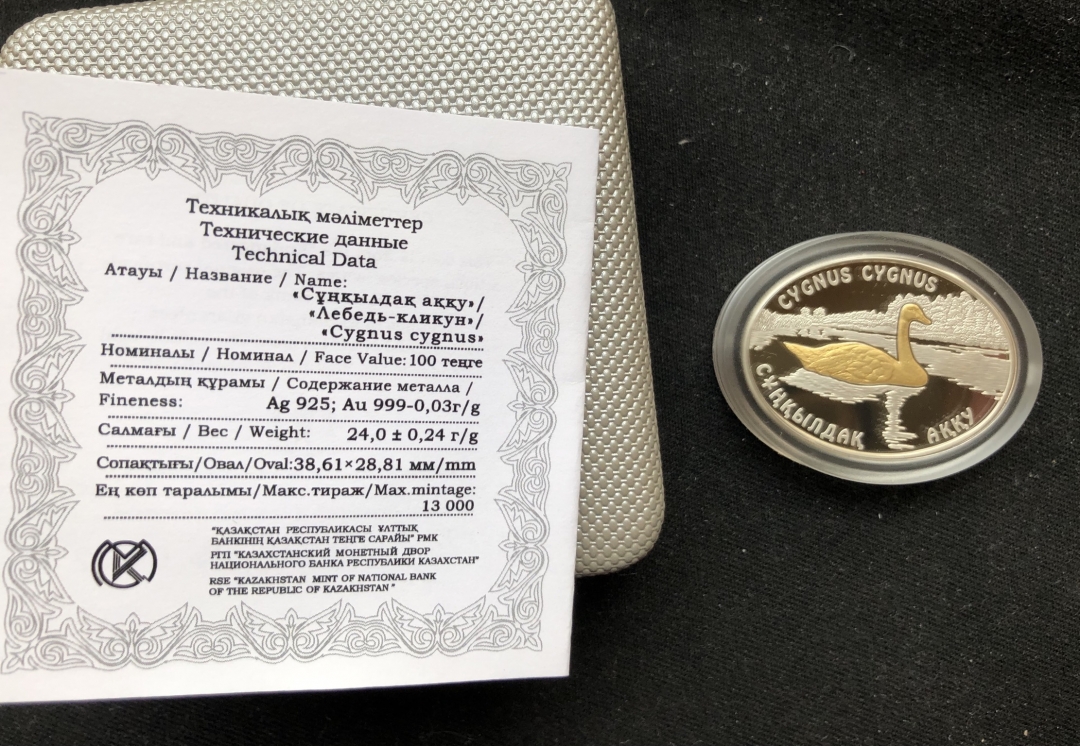 Техникалық мәліметтер
Технические данные
Technical Data
Атауы / Название / Name:
«Сұңқылдақ аққу»/
«Лебедь-кликун»/
«Cygnus cygnus»
Номиналы / Номинал / Face Value: 100 теңге
Металдың құрамы / Содержание металла /
Fineness: Ag 925; Au 999-0,03г/g
Салмағы / Вес / Weight: 24,0 ± 0,24 г/g
Сопақтығы/Овал/Oval:38,61×28,81 мм/mm
Ең көп таралымы/Макс.тираж/Max.mintage:
13 000
"ҚАЗАҚСТАН РЕСПУБЛИКАСЫ ҰЛТТЫҚ
БАНКІНІҢ ҚАЗАҚСТАН ТЕҢГЕ САРАЙЫ" РМК
РГП "КАЗАХСТАНСКИЙ МОНЕТНЫЙ ДВОР
НАЦИОНАЛЬНОГО БАНКА РЕСПУБЛИКИ КАЗАХСТАН"
RSE "KAZAKHSTAN MINT OF NATIONAL BANK
OF THE REPUBLIC OF KAZAKHSTAN "
CYGNUS CYGNUS
СҰҢҚЫЛДАҚ АҚҚУ